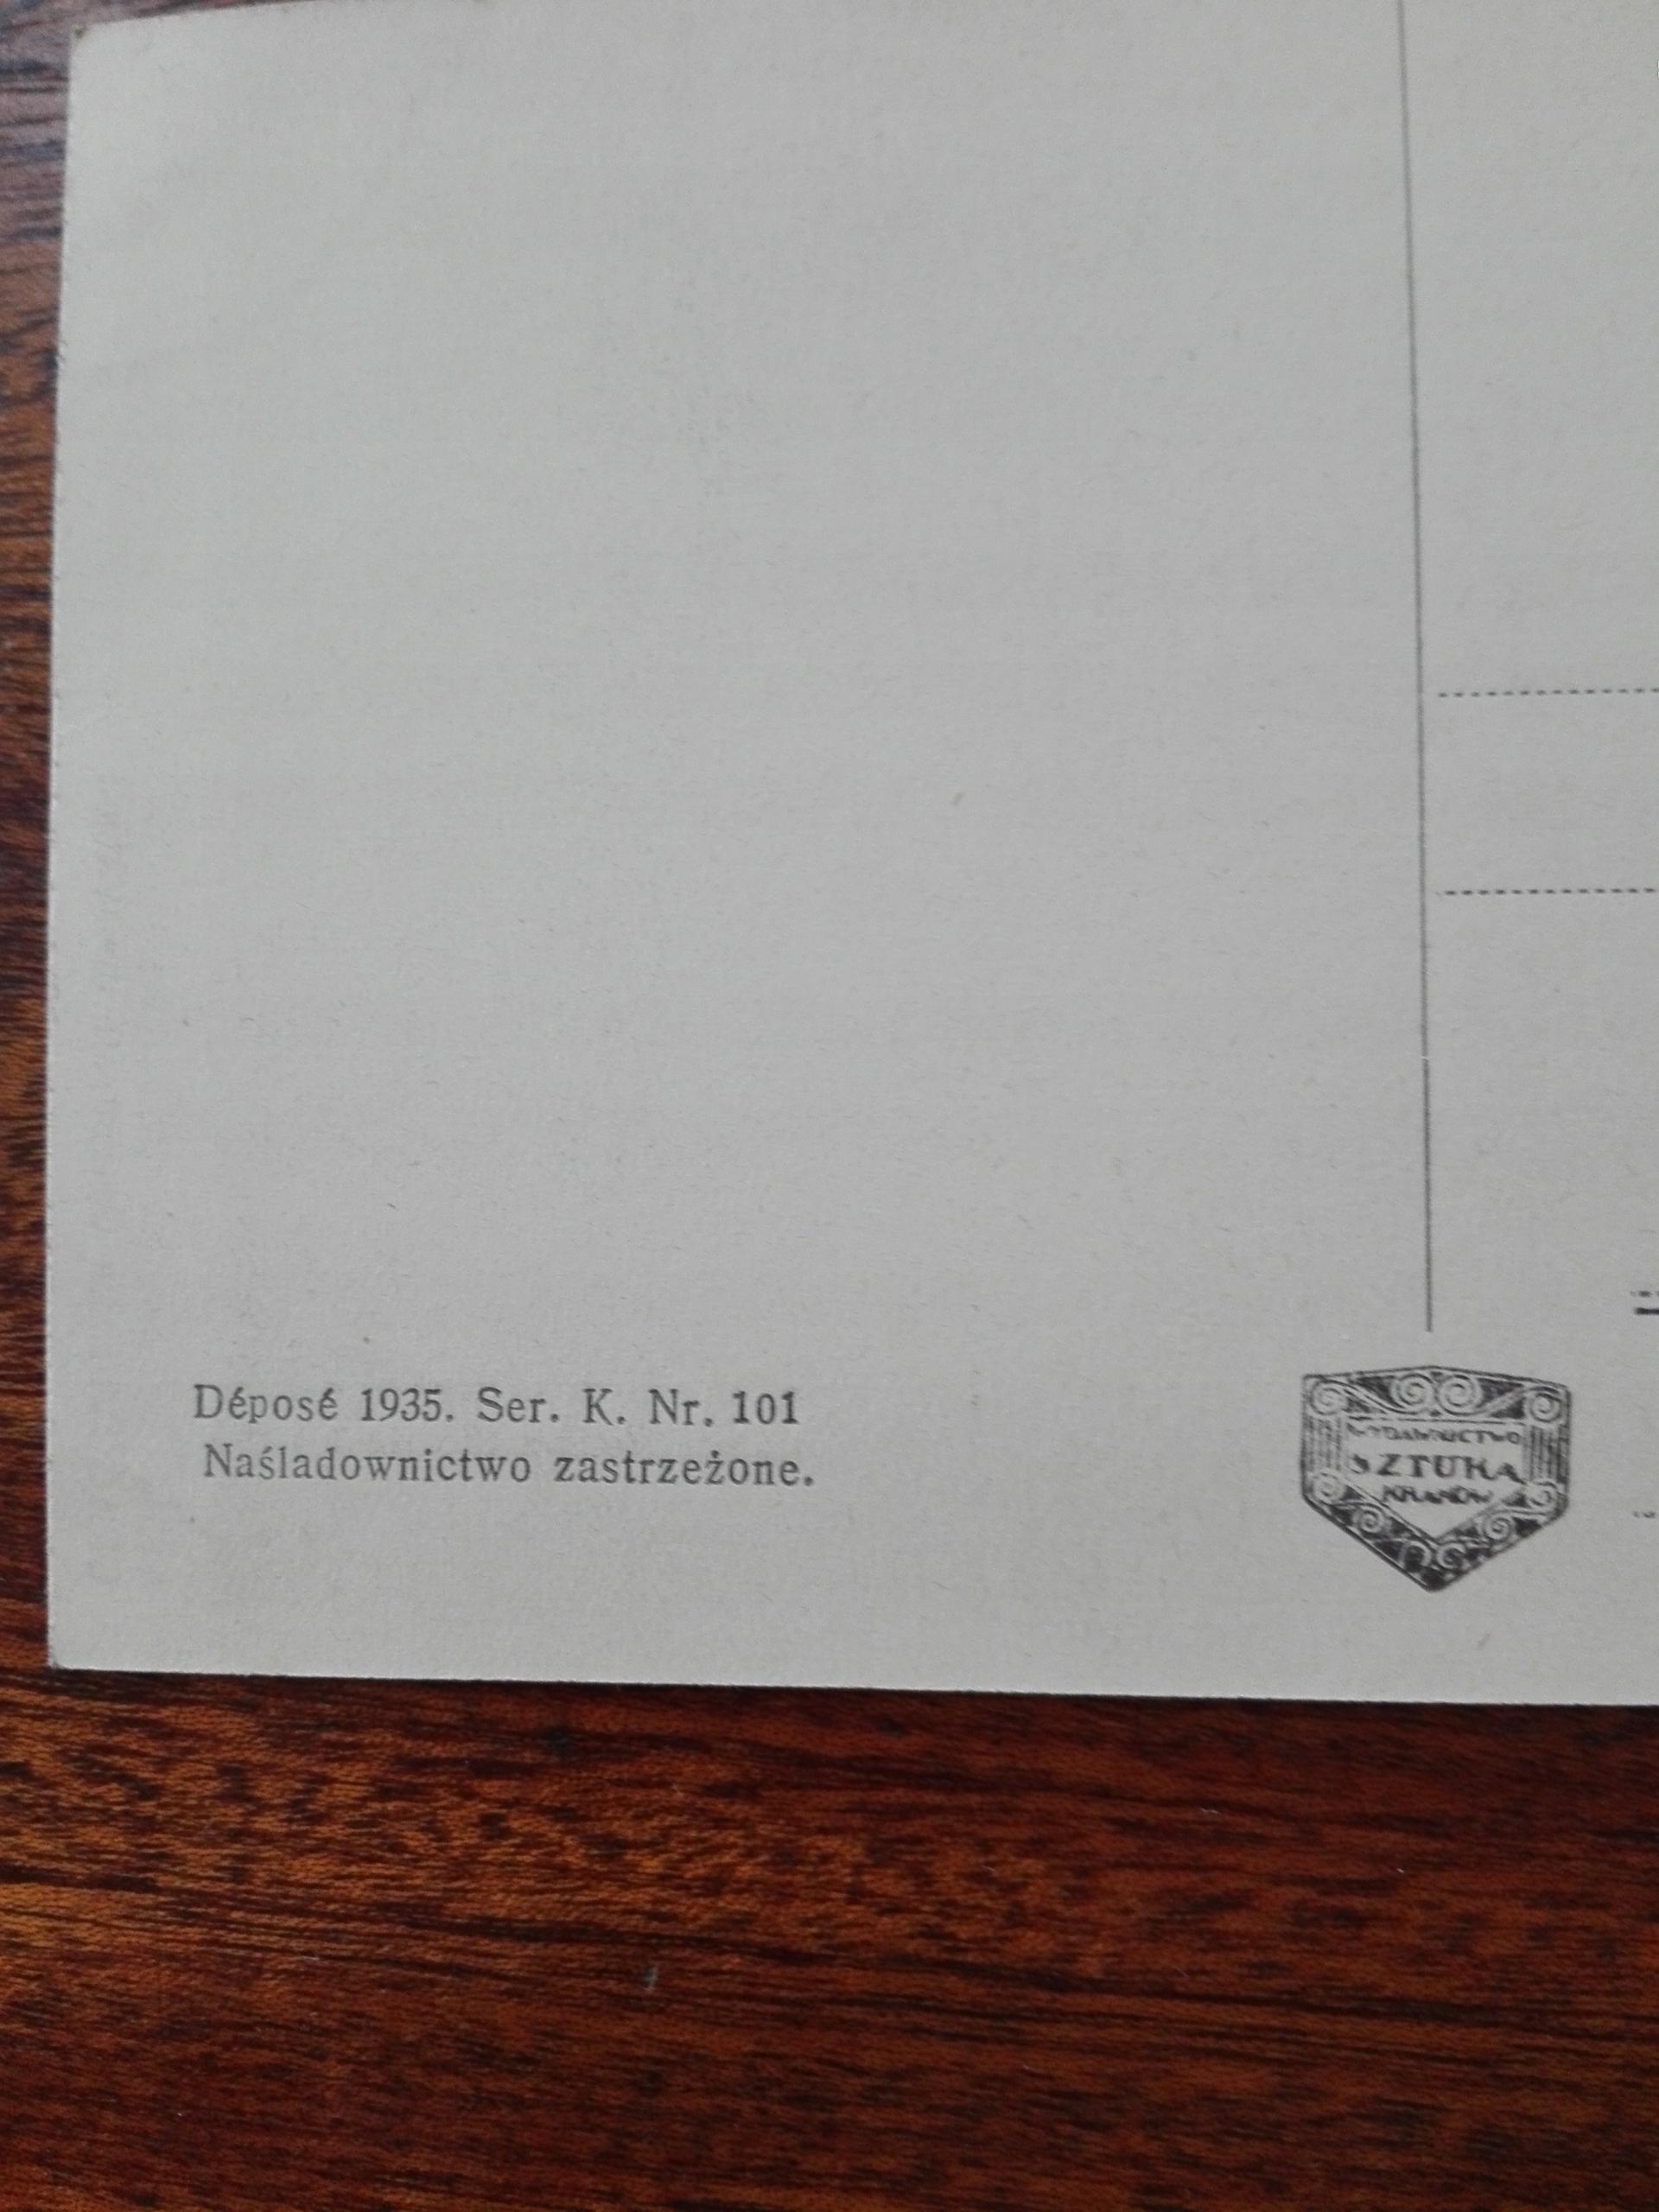 Déposé 1935. Ser. K. Nr. 101
Naśladownictwo zastrzeżone.
WYDAWNICTWO
SZTUKA
KRAKÓW